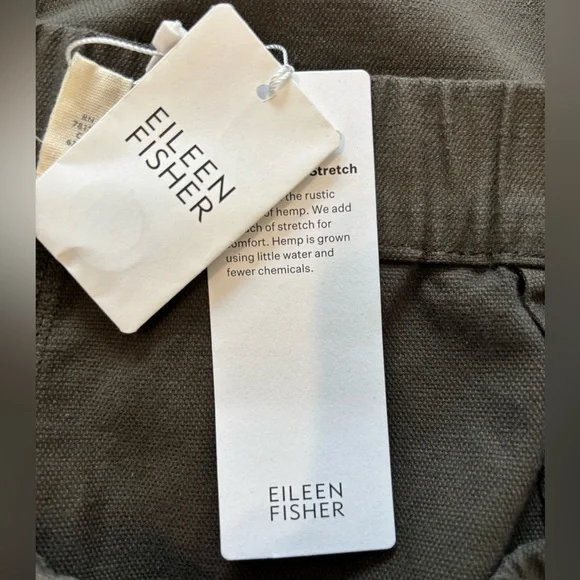 EILEEN
FISHER
RN
Stretch
the rustic
of hemp. We add
of stretch for
Hemp is grown
using little water and
fewer chemicals.
EILEEN
FISHER